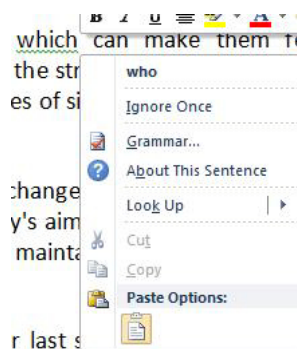 B I U A
which can make them
the str
who
es of si
Ignore Once
Grammar...
About This Sentence
change
Look Up
y's aim
Cut
mainta
Copy
Paste Options:
r last s